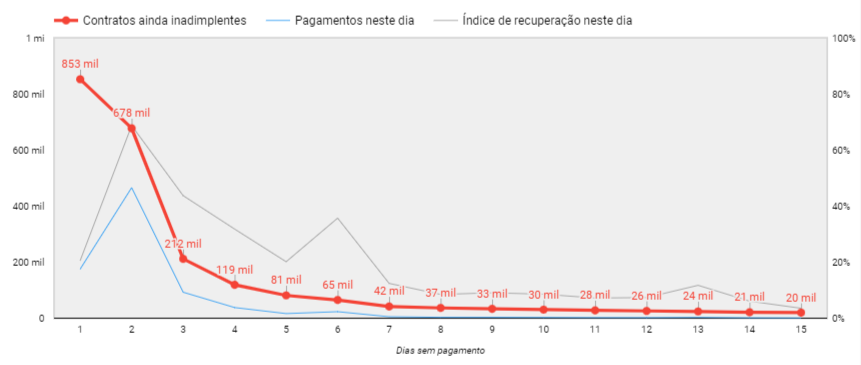 Contratos ainda inadimplentes Pagamentos neste dia Índice de recuperação neste dia
1 mi 100%
853 mil
800 mil 80%
678 mil
600 mil 60%
400 mil 40%
212 mil
200 mil 20%
119 mil 81 mil 65 mil 42 mil 37 mil 33 mil 30 mil 28 mil 26 mil 24 mil 21 mil 20 mil
0 0%
1 2 3 4 5 6 7 8 9 10 11 12 13 14 15
Dias sem pagamento